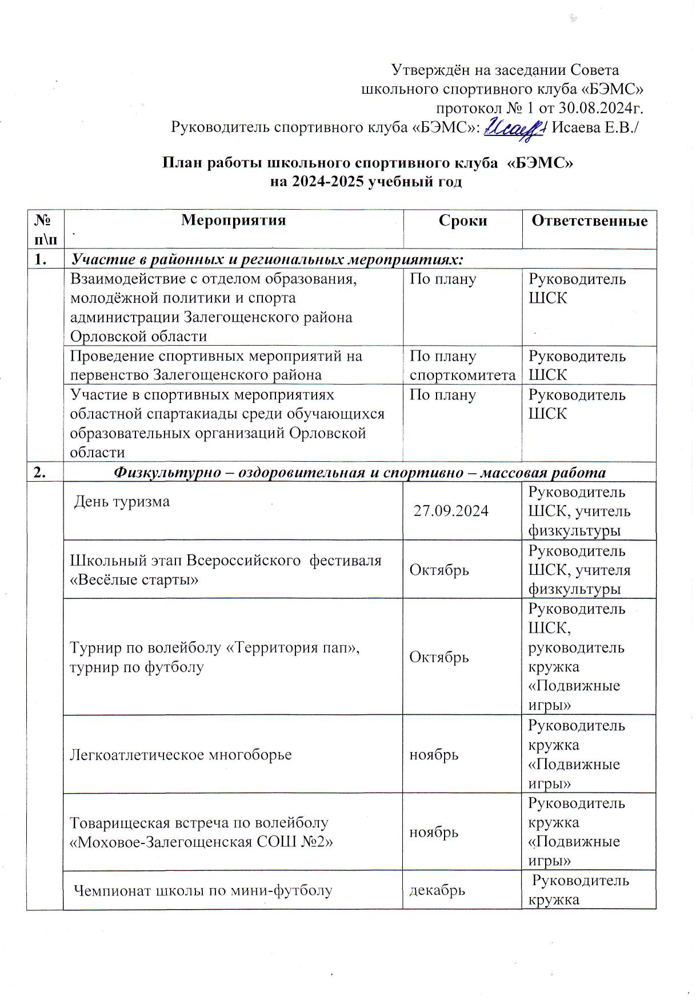 Утверждён на заседании Совета
школьного спортивного клуба «БЭМС»
протокол № 1 от 30.08.2024г.
Руководитель спортивного клуба «БЭМС»: Исаев / Исаева Е.В./
План работы школьного спортивного клуба «БЭМС»
на 2024-2025 учебный год
№ Мероприятия Сроки Ответственные
п\п
1. Участие в районных и региональных мероприятиях:
Взаимодействие с отделом образования, По плану Руководитель
молодёжной политики и спорта ШСК
администрации Залегощенского района
Орловской области
Проведение спортивных мероприятий на По плану Руководитель
первенство Залегощенского района спорткомитета ШСК
Участие в спортивных мероприятиях По плану Руководитель
областной спартакиады среди обучающихся ШСК
образовательных организаций Орловской
области
2. Физкультурно – оздоровительная и спортивно – массовая работа
День туризма
27.09.2024
Руководитель
ШСК, учитель
физкультуры
Школьный этап Всероссийского фестиваля
«Весёлые старты»
Октябрь
Руководитель
ШСК, учителя
физкультуры
Турнир по волейболу «Территория пап»,
турнир по футболу
Октябрь
Руководитель
ШСК,
руководитель
кружка
«Подвижные
игры»
Легкоатлетическое многоборье
ноябрь
Руководитель
кружка
«Подвижные
игры»
Товарищеская встреча по волейболу
«Моховое-Залегощенская СОШ №2»
ноябрь
Руководитель
кружка
«Подвижные
игры»
Чемпионат школы по мини-футболу
декабрь
Руководитель
кружка